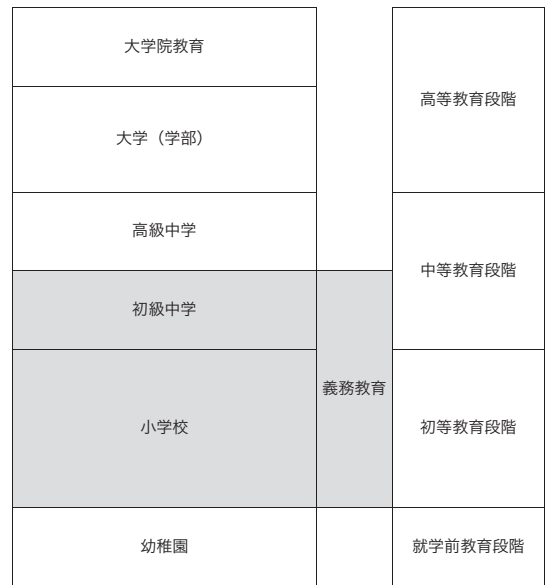 大学院教育
高等教育段階
大学（学部）
高級中学
中等教育段階
初級中学
義務教育
小学校
初等教育段階
幼稚園
就学前教育段階